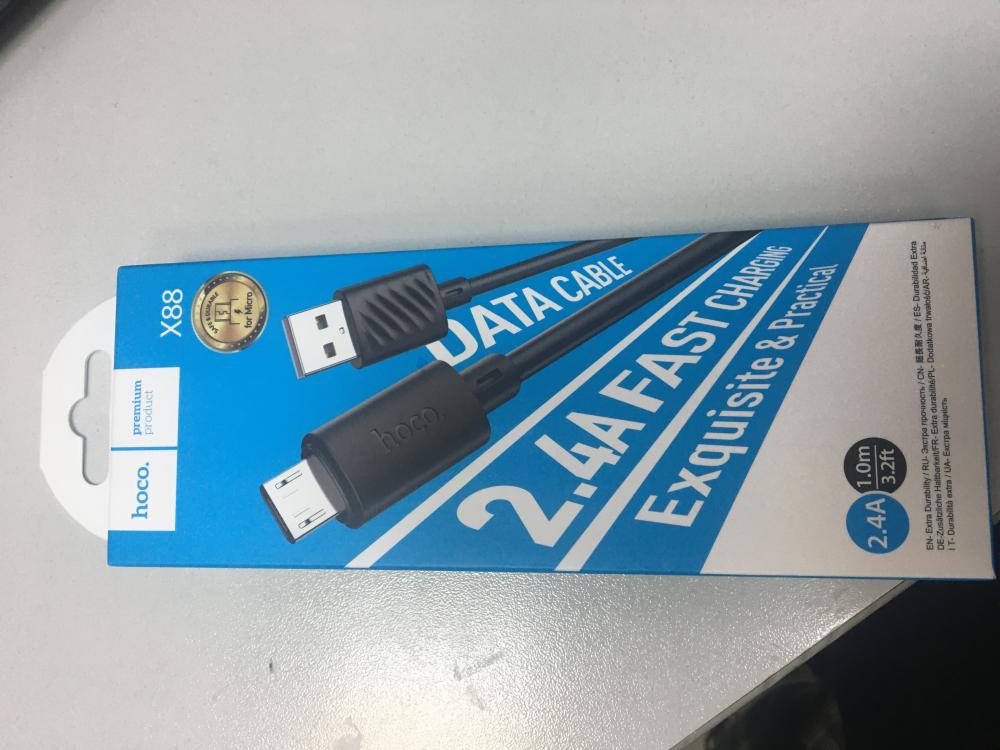 hoco.
premium
product
X88
SAFE & DURABLE
for Micro
hoco.
DATA CABLE
2.4A FAST CHARGING
Exquisite & Practical
2.4A
1.0m
3.2ft
EN- Extra Durability / RU- Экстра прочность / CN- 超長耐久度 / ES- Durabilidad Extra
DE-Zusätzliche Haltbarkeit/FR- Extra durabilité/PL- Dodatkowa trwałość/AR-
I T- Durabilità extra / UA- Екстра міцність